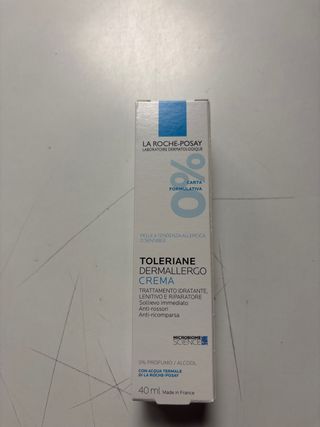 LA ROCHE-POSAY
LABORATOIRE DERMATOLOGIQUE
0%
CARTA
FORMULATIVA
PELLE A TENDENZA ALLERGICA
O SENSIBILE
TOLERIANE
DERMALLERGO
CREMA
TRATTAMENTO IDRATANTE,
LENITIVO E RIPARATORE
Sollievo immediato
Anti-rossori
Anti-ricomparsa
MICROBIOME
SCIENCE
0% PROFUMO / ALCOOL
CON ACQUA TERMALE
DI LA ROCHE-POSAY
40 ml Made in France